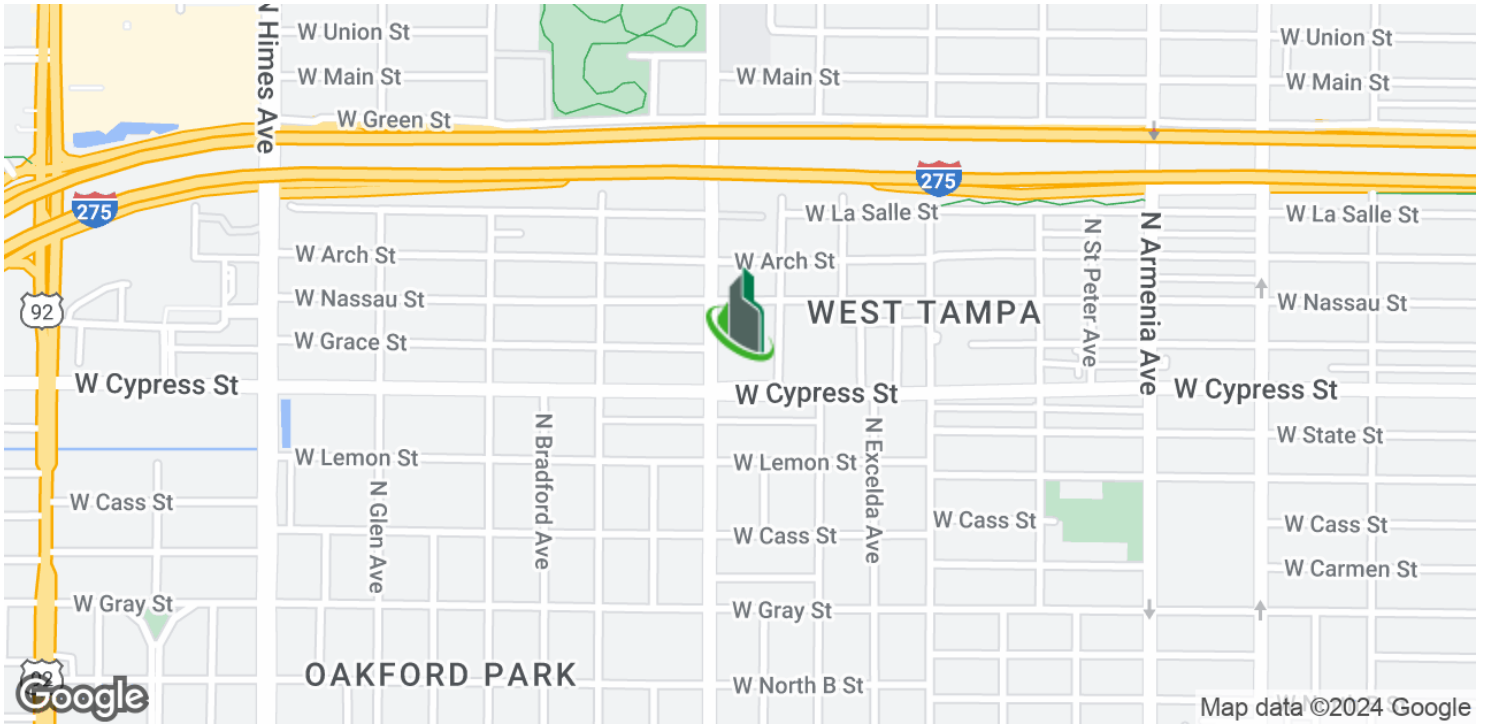 W Union St
W Union St
N Himes Ave
W Main St
W Main St
W Main St
W Green St
275
275
W La Salle St
W La Salle St
N St Peter Ave
N Armenia Ave
W Arch St
W Arch St
W Nassau St
W Nassau St
92
WEST TAMPA
W Grace St
W Cypress St
W Cypress St
W Cypress St
N Bradford Ave
N Excelda Ave
W State St
W Lemon St
W Lemon St
N Glen Ave
W Cass St
W Cass St
W Cass St
W Cass St
W Carmen St
W Gray St
W Gray St
OAKFORD PARK
W North B St
92
Google
Map data ©2024 Google